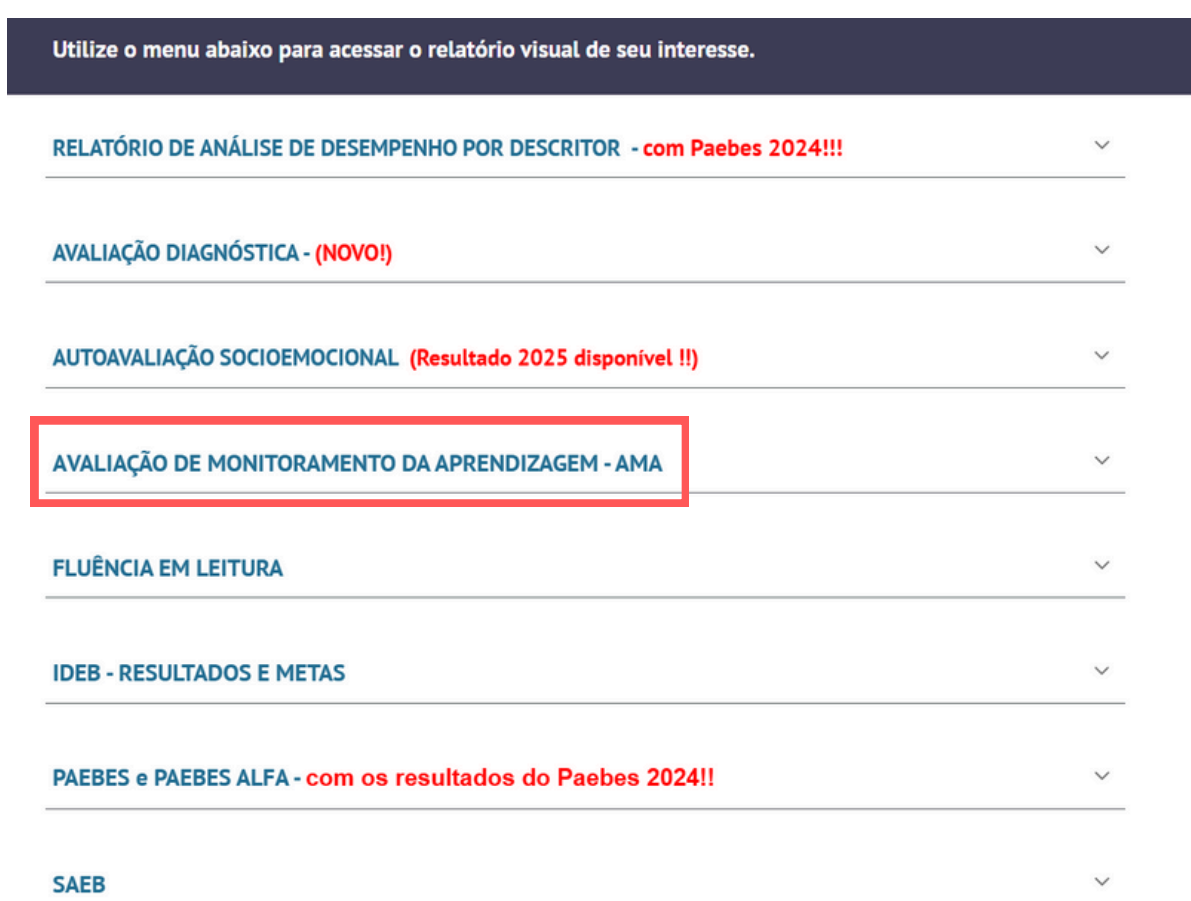 Utilize o menu abaixo para acessar o relatório visual de seu interesse.
RELATÓRIO DE ANÁLISE DE DESEMPENHO POR DESCRITOR - com Paebes 2024!!!
AVALIAÇÃO DIAGNÓSTICA - (NOVO!)
AUTOAVALIAÇÃO SOCIOEMOCIONAL (Resultado 2025 disponível !!)
AVALIAÇÃO DE MONITORAMENTO DA APRENDIZAGEM - AMA
FLUÊNCIA EM LEITURA
IDEB - RESULTADOS E METAS
PAEBES e PAEBES ALFA - com os resultados do Paebes 2024!!
SAEB